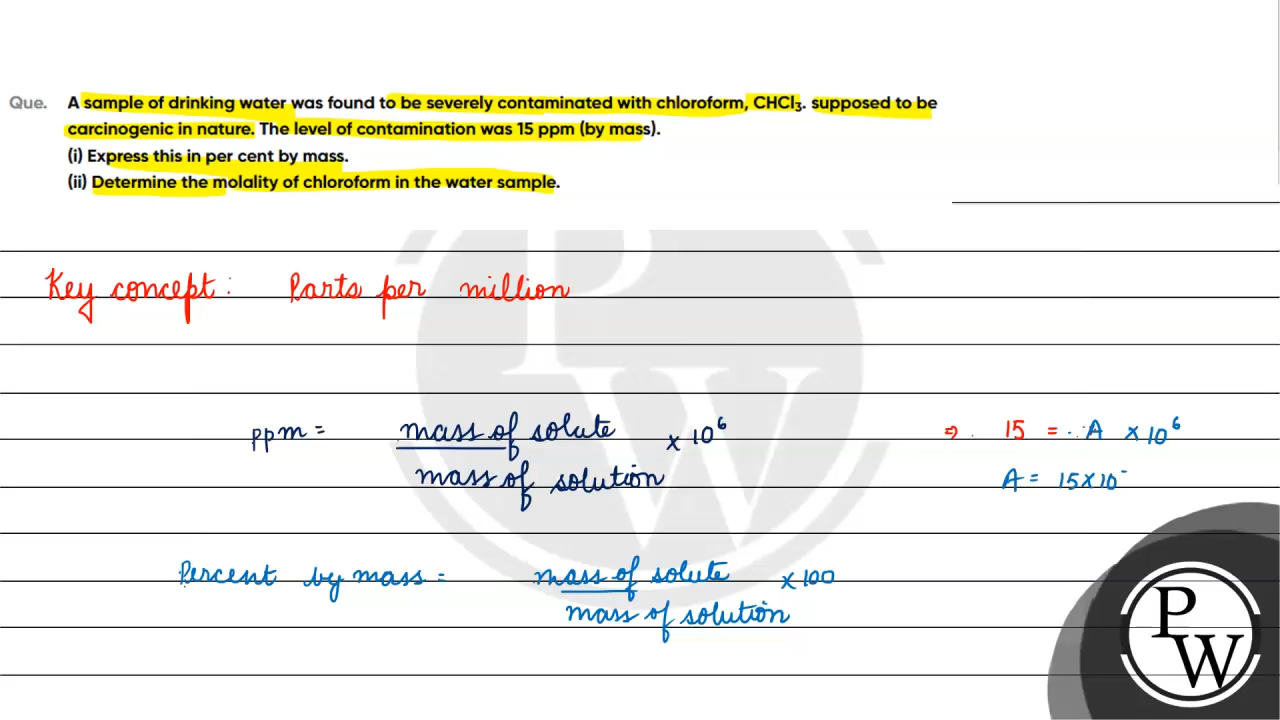 Que. A sample of drinking water was found to be severely contaminated with chloroform, CHCl₃. supposed to be
carcinogenic in nature. The level of contamination was 15 ppm (by mass).
(i) Express this in per cent by mass.
(ii) Determine the molality of chloroform in the water sample.
Key concept: Parts per million
ppm = mass of solute / mass of solution × 10⁶
⇒ 15 = A × 10⁶
A = 15×10⁻
Percent by mass = mass of solute / mass of solution × 100
P
W
P
W